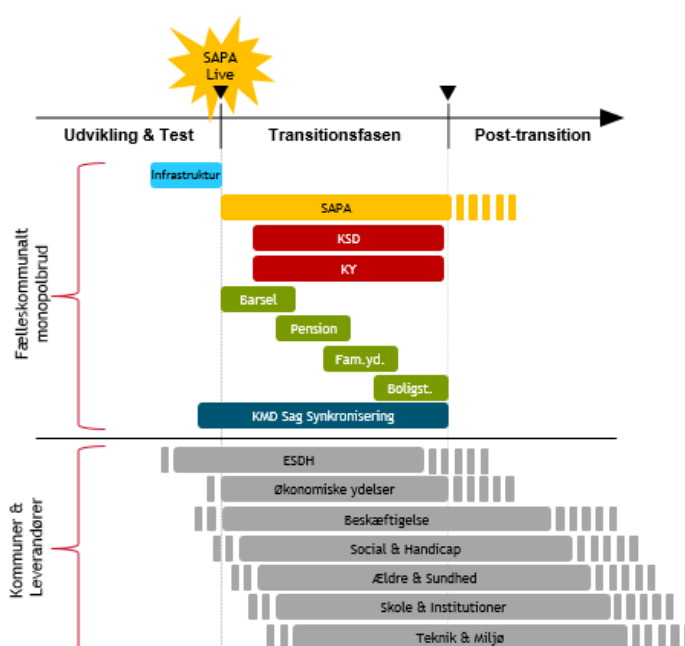 SAPA
Live
Udvikling & Test
Transitionsfasen
Post-transition
Fælleskommunalt
monopolbrud
Infrastruktur
SAPA
KSD
KY
Barsel
Pension
Fam.yd.
Boligst.
KMD Sag Synkronisering
Kommuner &
Leverandører
ESDH
Økonomiske ydelser
Beskæftigelse
Social & Handicap
Ældre & Sundhed
Skole & Institutioner
Teknik & Miljø